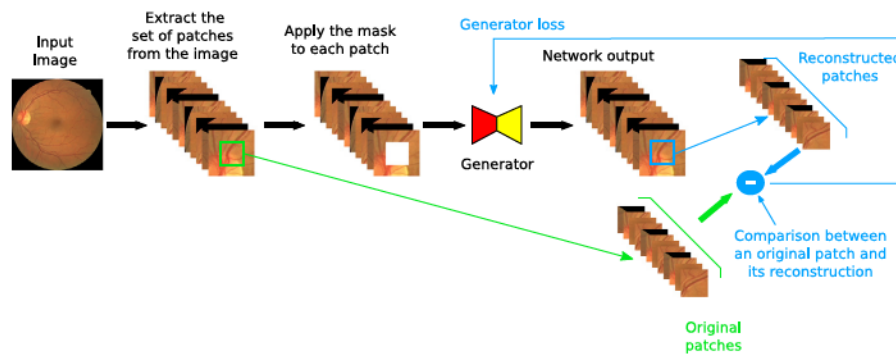 Input
Image
Extract the
set of patches
from the image
Apply the mask
to each patch
Generator loss
Generator
Network output
Reconstructed
patches
Comparison between
an original patch and
its reconstruction
Original
patches